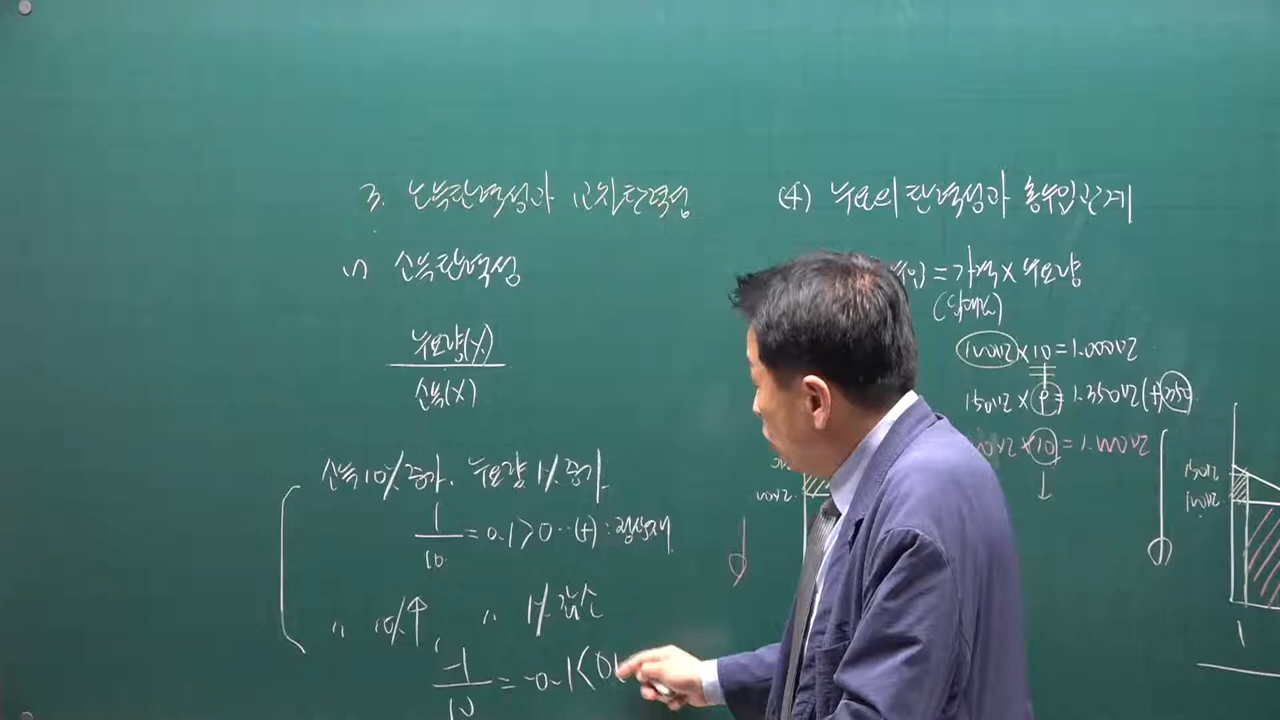 3. 소득탄력성과 교차탄력성
1) 소득탄력성
수요량(%)
소득(%)
소득 10% 증가, 수요량 1% 증가
1
10
= 0.1 > 0 … (+) : 정상재
〃 10%↑, 〃 1% 감소
-1
10
= -0.1 < 0
(4) 수요의 탄력성과 총수입 관계
= 가격 × 수요량
100원 × 10 = 1.000원
150원 × 9 = 1.350원 (+) 350
× 10 = 1.100원
150원
100원
1